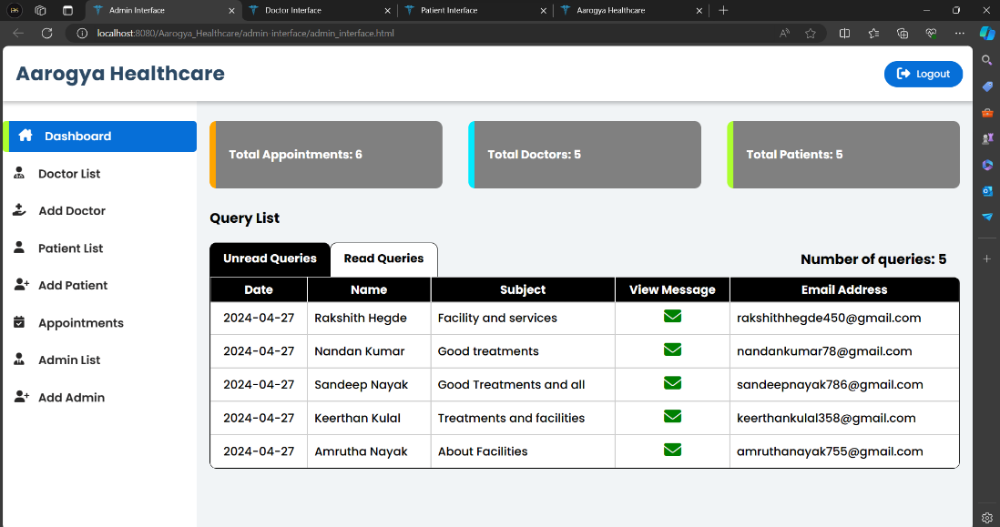 Admin Interface
Doctor Interface
Patient Interface
Aarogya Healthcare
localhost:8080/Aarogya_Healthcare/admin-interface/admin_interface.html
Aarogya Healthcare
Logout
Dashboard
Doctor List
Add Doctor
Patient List
Add Patient
Appointments
Admin List
Add Admin
Total Appointments: 6
Total Doctors: 5
Total Patients: 5
Query List
Unread Queries Read Queries Number of queries: 5
Date Name Subject View Message Email Address
2024-04-27 Rakshith Hegde Facility and services rakshithhegde450@gmail.com
2024-04-27 Nandan Kumar Good treatments nandankumar78@gmail.com
2024-04-27 Sandeep Nayak Good Treatments and all sandeepnayak786@gmail.com
2024-04-27 Keerthan Kulal Treatments and facilities keerthankulal358@gmail.com
2024-04-27 Amrutha Nayak About Facilities amruthanayak755@gmail.com